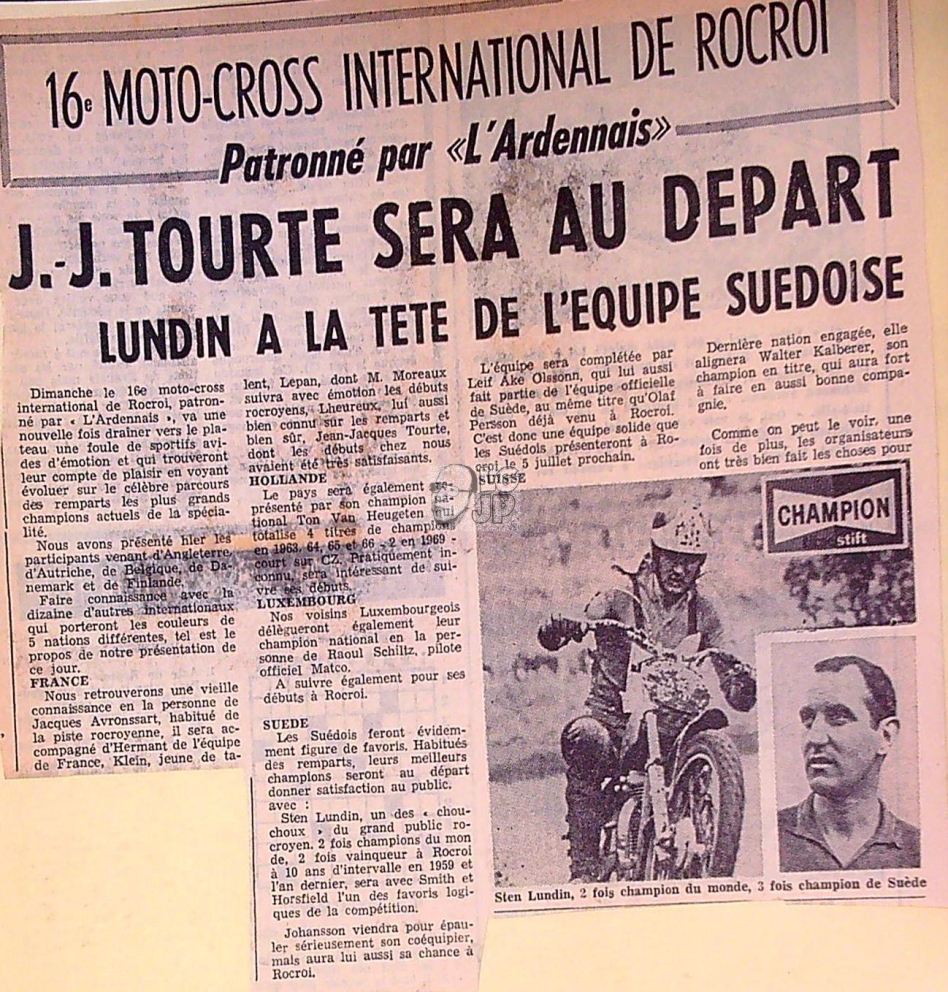 16e MOTO-CROSS INTERNATIONAL DE ROCROI
Patronné par «L'Ardennais»
J.-J. TOURTE SERA AU DEPART
LUNDIN A LA TETE DE L'EQUIPE SUEDOISE
Dimanche le 16e moto-cross
international de Rocroi, patron-
né par « L'Ardennais », va une
nouvelle fois draîner vers le pla-
teau une foule de sportifs avi-
des d'émotion et qui trouveront
leur compte de plaisir en voyant
évoluer sur le célèbre parcours
des remparts les plus grands
champions actuels de la spécia-
lité.
Nous avons présenté hier les
participants venant d'Angleterre,
d'Autriche, de Belgique, de Da-
nemark et de Finlande.
Faire connaissance avec la
dizaine d'autres internationaux
qui porteront les couleurs de
5 nations différentes, tel est le
propos de notre présentation de
ce jour.
FRANCE
Nous retrouverons une vieille
connaissance en la personne de
Jacques Avronssart, habitué de
la piste rocroyenne, il sera ac-
compagné d'Hermant de l'équipe
de France, Klein, jeune de ta-
lent, Lepan, dont M. Moreaux
suivra avec émotion les débuts
rocroyens, Lheureux, lui aussi
bien connu sur les remparts et
bien sûr, Jean-Jacques Tourte,
dont les débuts chez nous
avaient été très satisfaisants.
HOLLANDE
Le pays sera également re-
présenté par son champion na-
tional Ton Van Heugeten
totalise 4 titres de champion
en 1963, 64, 65 et 66 - 2 en 1969 -
court sur CZ. Pratiquement in-
connu, sera intéressant de sui-
vre ses débuts.
LUXEMBOURG
Nos voisins Luxembourgeois
délègueront également leur
champion national en la per-
sonne de Raoul Schiltz, pilote
officiel Matco.
A suivre également pour ses
débuts à Rocroi.
SUEDE
Les Suédois feront évidem-
ment figure de favoris. Habitués
des remparts, leurs meilleurs
champions seront au départ
donner satisfaction au public.
avec :
Sten Lundin, un des « chou-
choux » du grand public ro-
croyen. 2 fois champions du mon
de, 2 fois vainqueur à Rocroi
à 10 ans d'intervalle en 1959 et
l'an dernier, sera avec Smith et
Horsfield l'un des favoris logi-
ques de la compétition.
Johansson viendra pour épau-
ler sérieusement son coéquipier,
mais aura lui aussi sa chance à
Rocroi.
L'équipe sera complétée par
Leif Ake Olssonn, qui lui aussi
fait partie de l'équipe officielle
de Suède, au même titre qu'Olaf
Persson déjà venu à Rocroi.
C'est donc une équipe solide que
les Suédois présenteront à Ro-
croi le 5 juillet prochain.
SUISSE
Dernière nation engagée, elle
alignera Walter Kalberer, son
champion en titre, qui aura fort
à faire en aussi bonne compa-
gnie.
Comme on peut le voir, une
fois de plus, les organisateurs
ont très bien fait les choses pour
JP
CHAMPION
stift
Sten Lundin, 2 fois champion du monde, 3 fois champion de Suède